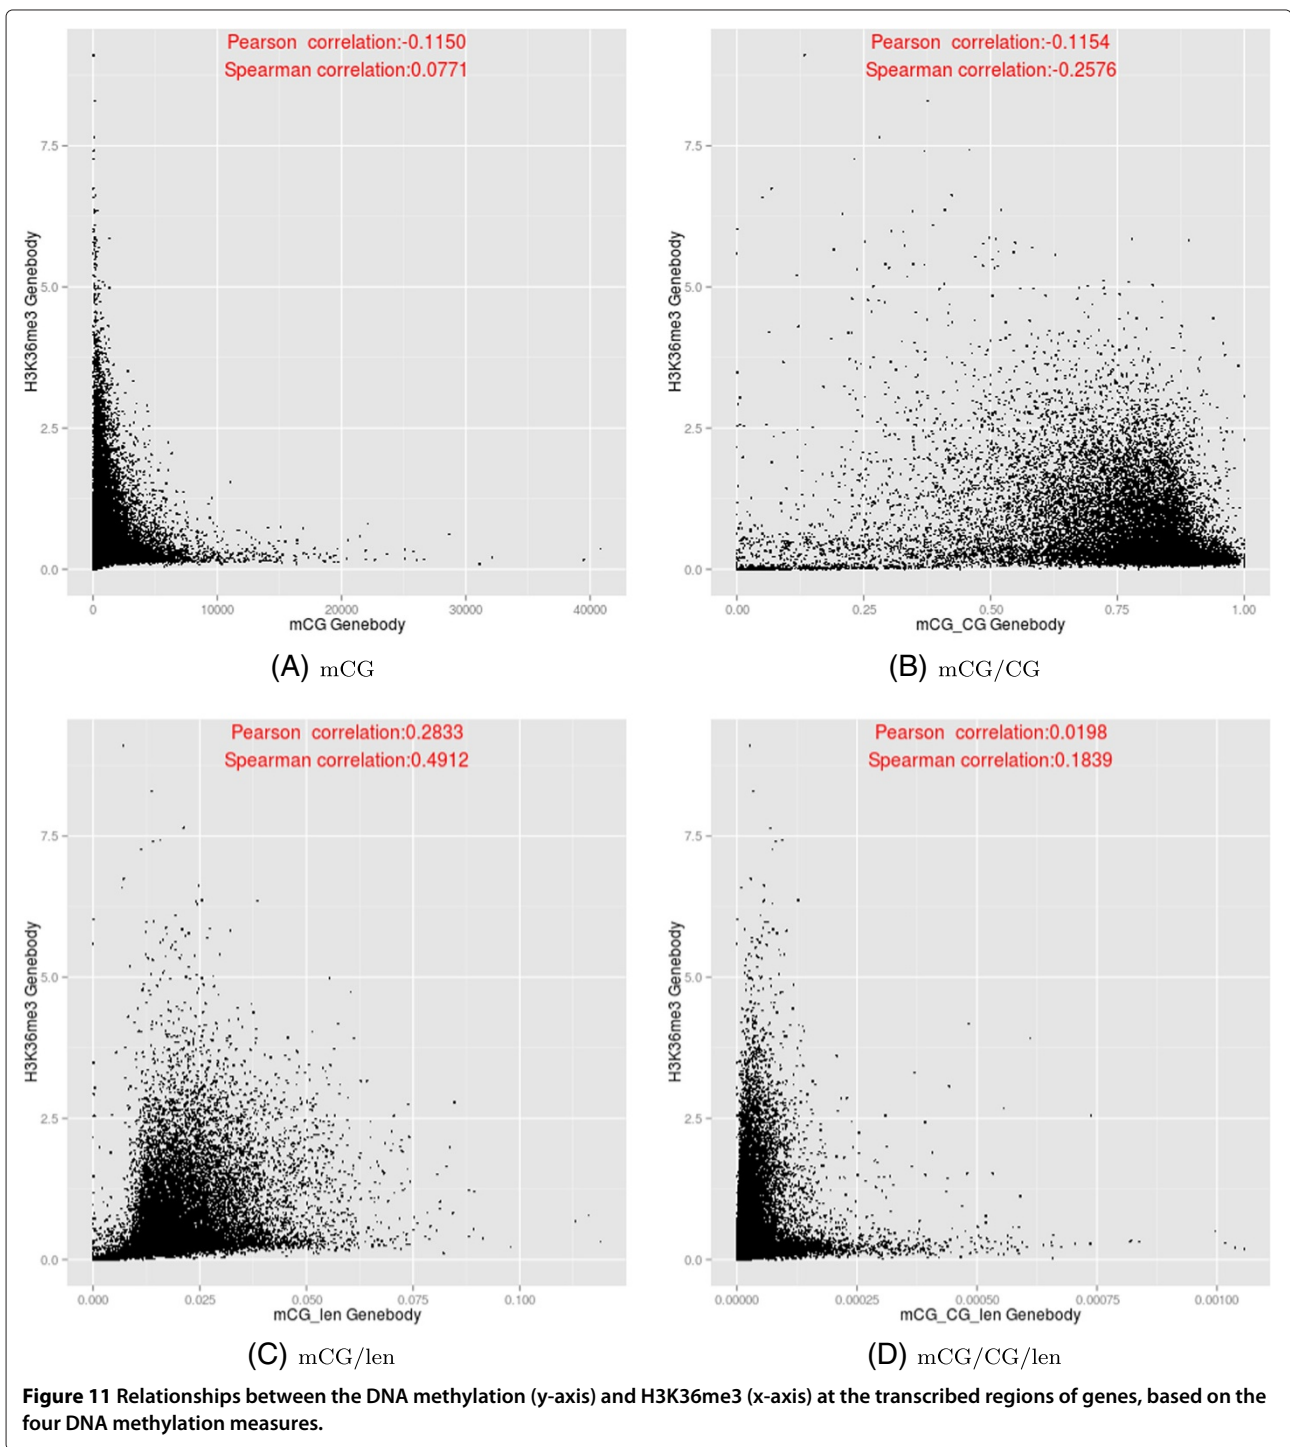 Pearson  correlation:-0.1150
Spearman correlation:0.0771
7.5
5.0
2.5
0.0
H3K36me3 Genebody
0
10000
20000
30000
40000
mCG Genebody
(A) mCG
Pearson  correlation:-0.1154
Spearman correlation:-0.2576
7.5
5.0
2.5
0.0
H3K36me3 Genebody
0.00
0.25
0.50
0.75
1.00
mCG_CG Genebody
(B) mCG/CG
Pearson  correlation:0.2833
Spearman correlation:0.4912
7.5
5.0
2.5
0.0
H3K36me3 Genebody
0.000
0.025
0.050
0.075
0.100
mCG_len Genebody
(C) mCG/len
Pearson  correlation:0.0198
Spearman correlation:0.1839
7.5
5.0
2.5
0.0
H3K36me3 Genebody
0.00000
0.00025
0.00050
0.00075
0.00100
mCG_CG_len Genebody
(D) mCG/CG/len
Figure 11 Relationships between the DNA methylation (y-axis) and H3K36me3 (x-axis) at the transcribed regions of genes, based on the
four DNA methylation measures.